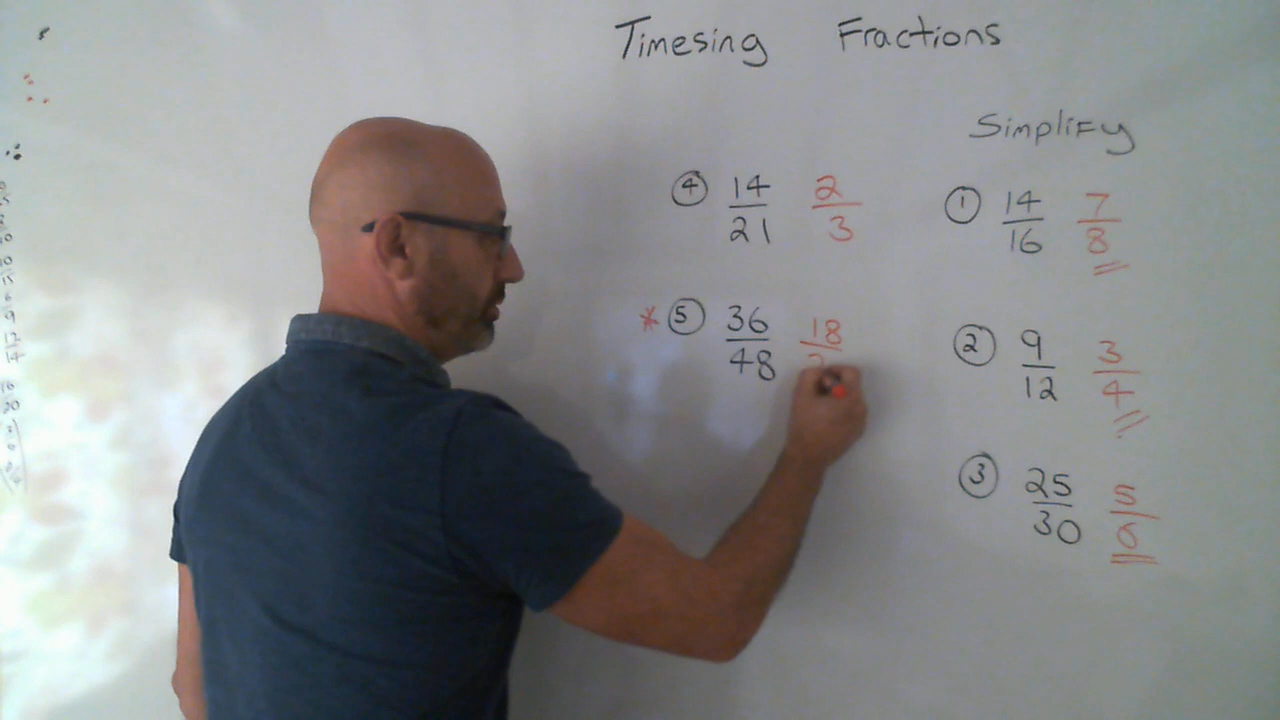 Timesing Fractions
Simplify
④ 14/21 2/3
* ⑤ 36/48 18/
① 14/16 7/8
② 9/12 3/4
③ 25/30 5/6